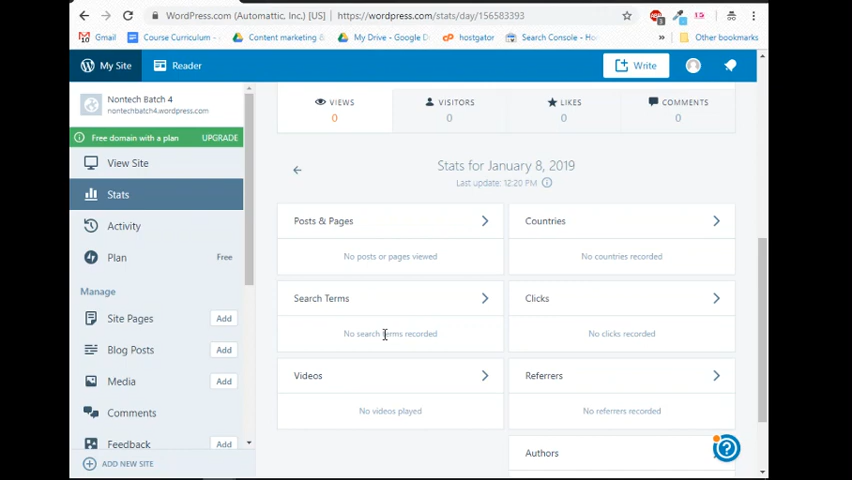 WordPress.com (Automattic, Inc.) [US] | https://wordpress.com/stats/day/156583393
Gmail Course Curriculum - Content marketing & My Drive - Google D hostgator Search Console - Ho » Other bookmarks
My Site Reader Write
Nontech Batch 4
nontechbatch4.wordpress.com
Free domain with a plan UPGRADE
View Site
Stats
Activity
Plan Free
Manage
Site Pages Add
Blog Posts Add
Media Add
Comments
Feedback Add
ADD NEW SITE
VIEWS VISITORS LIKES COMMENTS
0 0 0 0
Stats for January 8, 2019
Last update: 12:20 PM
Posts & Pages Countries
No posts or pages viewed No countries recorded
Search Terms Clicks
No search terms recorded No clicks recorded
Videos Referrers
No videos played No referrers recorded
Authors